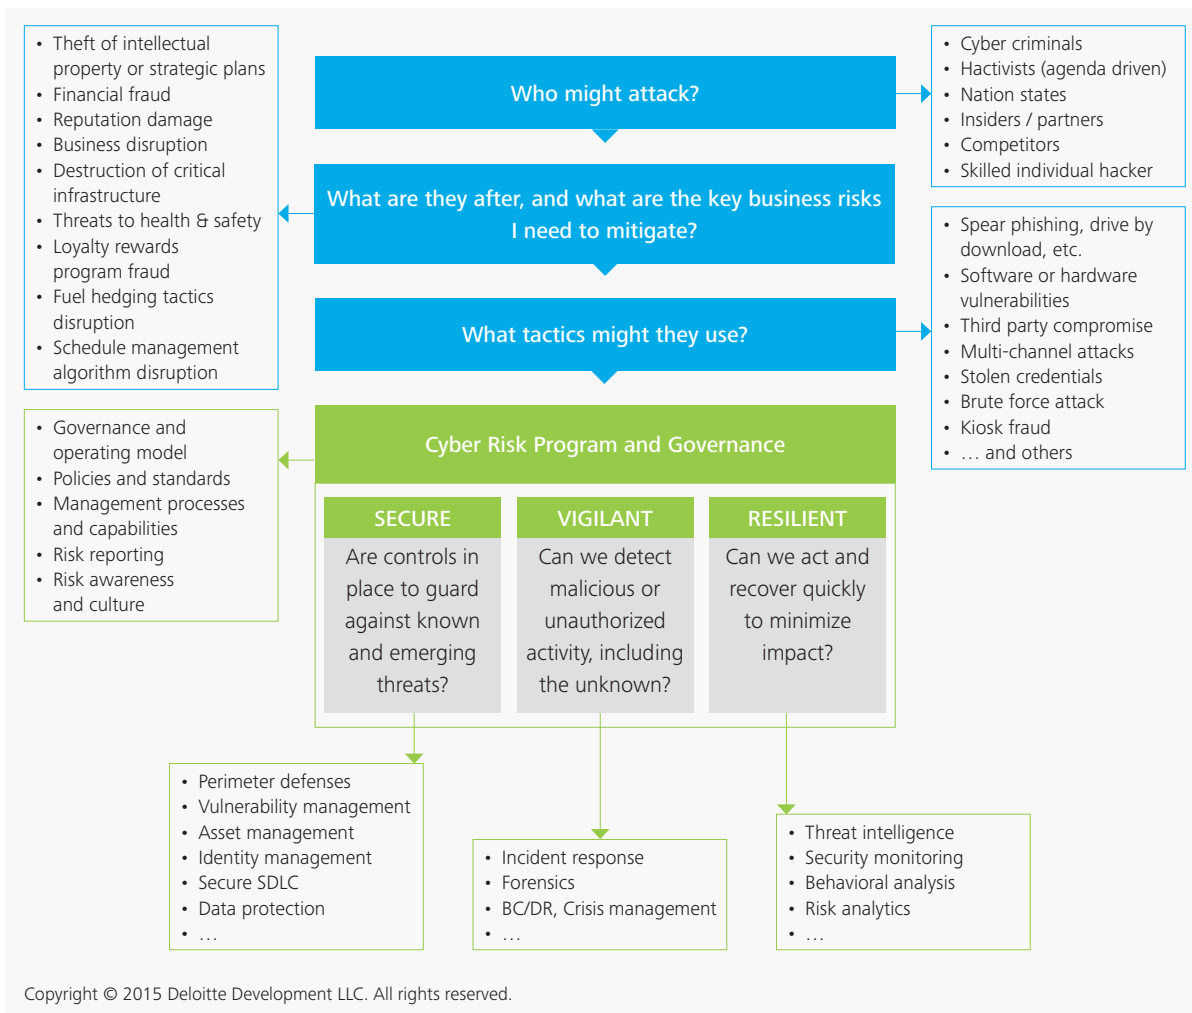 Who might attack?
• Cyber criminals
• Hactivists (agenda driven)
• Nation states
• Insiders / partners
• Competitors
• Skilled individual hacker
What are they after, and what are the key business risks
I need to mitigate?
• Theft of intellectual
property or strategic plans
• Financial fraud
• Reputation damage
• Business disruption
• Destruction of critical
infrastructure
• Threats to health & safety
• Loyalty rewards
program fraud
• Fuel hedging tactics
disruption
• Schedule management
algorithm disruption
What tactics might they use?
• Spear phishing, drive by
download, etc.
• Software or hardware
vulnerabilities
• Third party compromise
• Multi-channel attacks
• Stolen credentials
• Brute force attack
• Kiosk fraud
• … and others
Cyber Risk Program and Governance
• Governance and
operating model
• Policies and standards
• Management processes
and capabilities
• Risk reporting
• Risk awareness
and culture
SECURE
Are controls in
place to guard
against known
and emerging
threats?
VIGILANT
Can we detect
malicious or
unauthorized
activity, including
the unknown?
RESILIENT
Can we act and
recover quickly
to minimize
impact?
• Perimeter defenses
• Vulnerability management
• Asset management
• Identity management
• Secure SDLC
• Data protection
• …
• Incident response
• Forensics
• BC/DR, Crisis management
• …
• Threat intelligence
• Security monitoring
• Behavioral analysis
• Risk analytics
• …
Copyright © 2015 Deloitte Development LLC. All rights reserved.